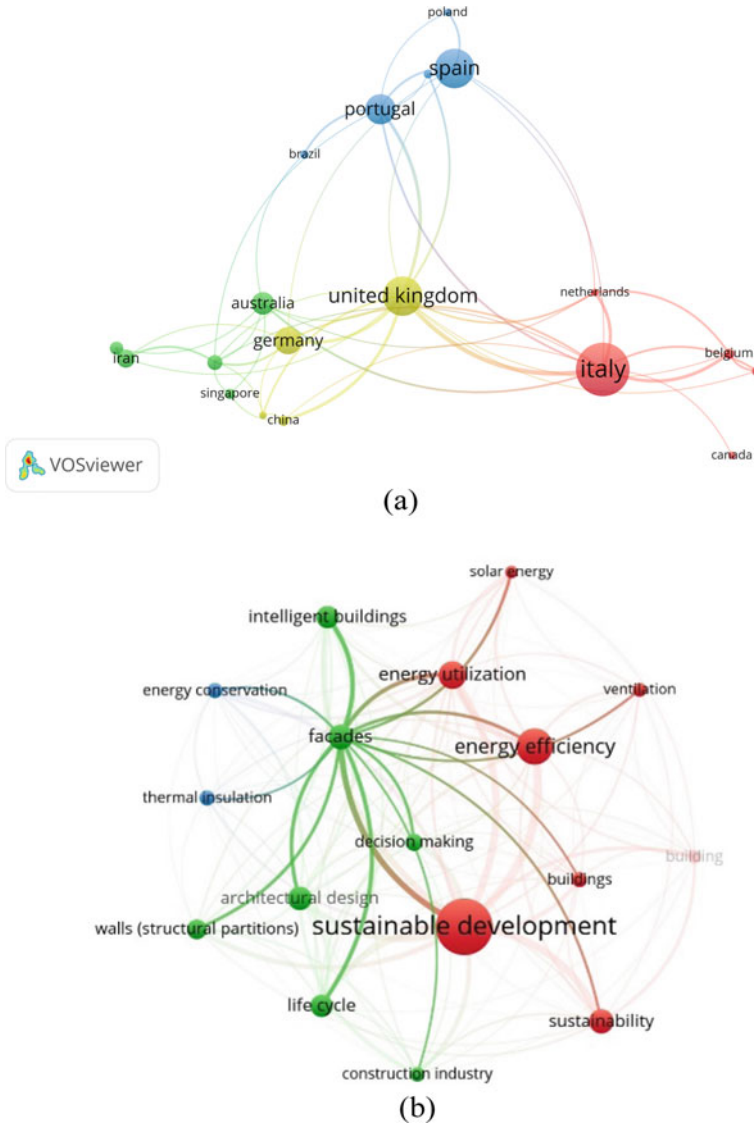 poland
spain
portugal
brazil
united kingdom
netherlands
australia
germany
iran
belgium
italy
singapore
china
canada
VOSviewer
(a)
solar energy
intelligent buildings
energy utilization
energy conservation
ventilation
facades
energy efficiency
thermal insulation
decision making
building
buildings
architectural design
sustainable development
walls (structural partitions)
life cycle
sustainability
construction industry
(b)